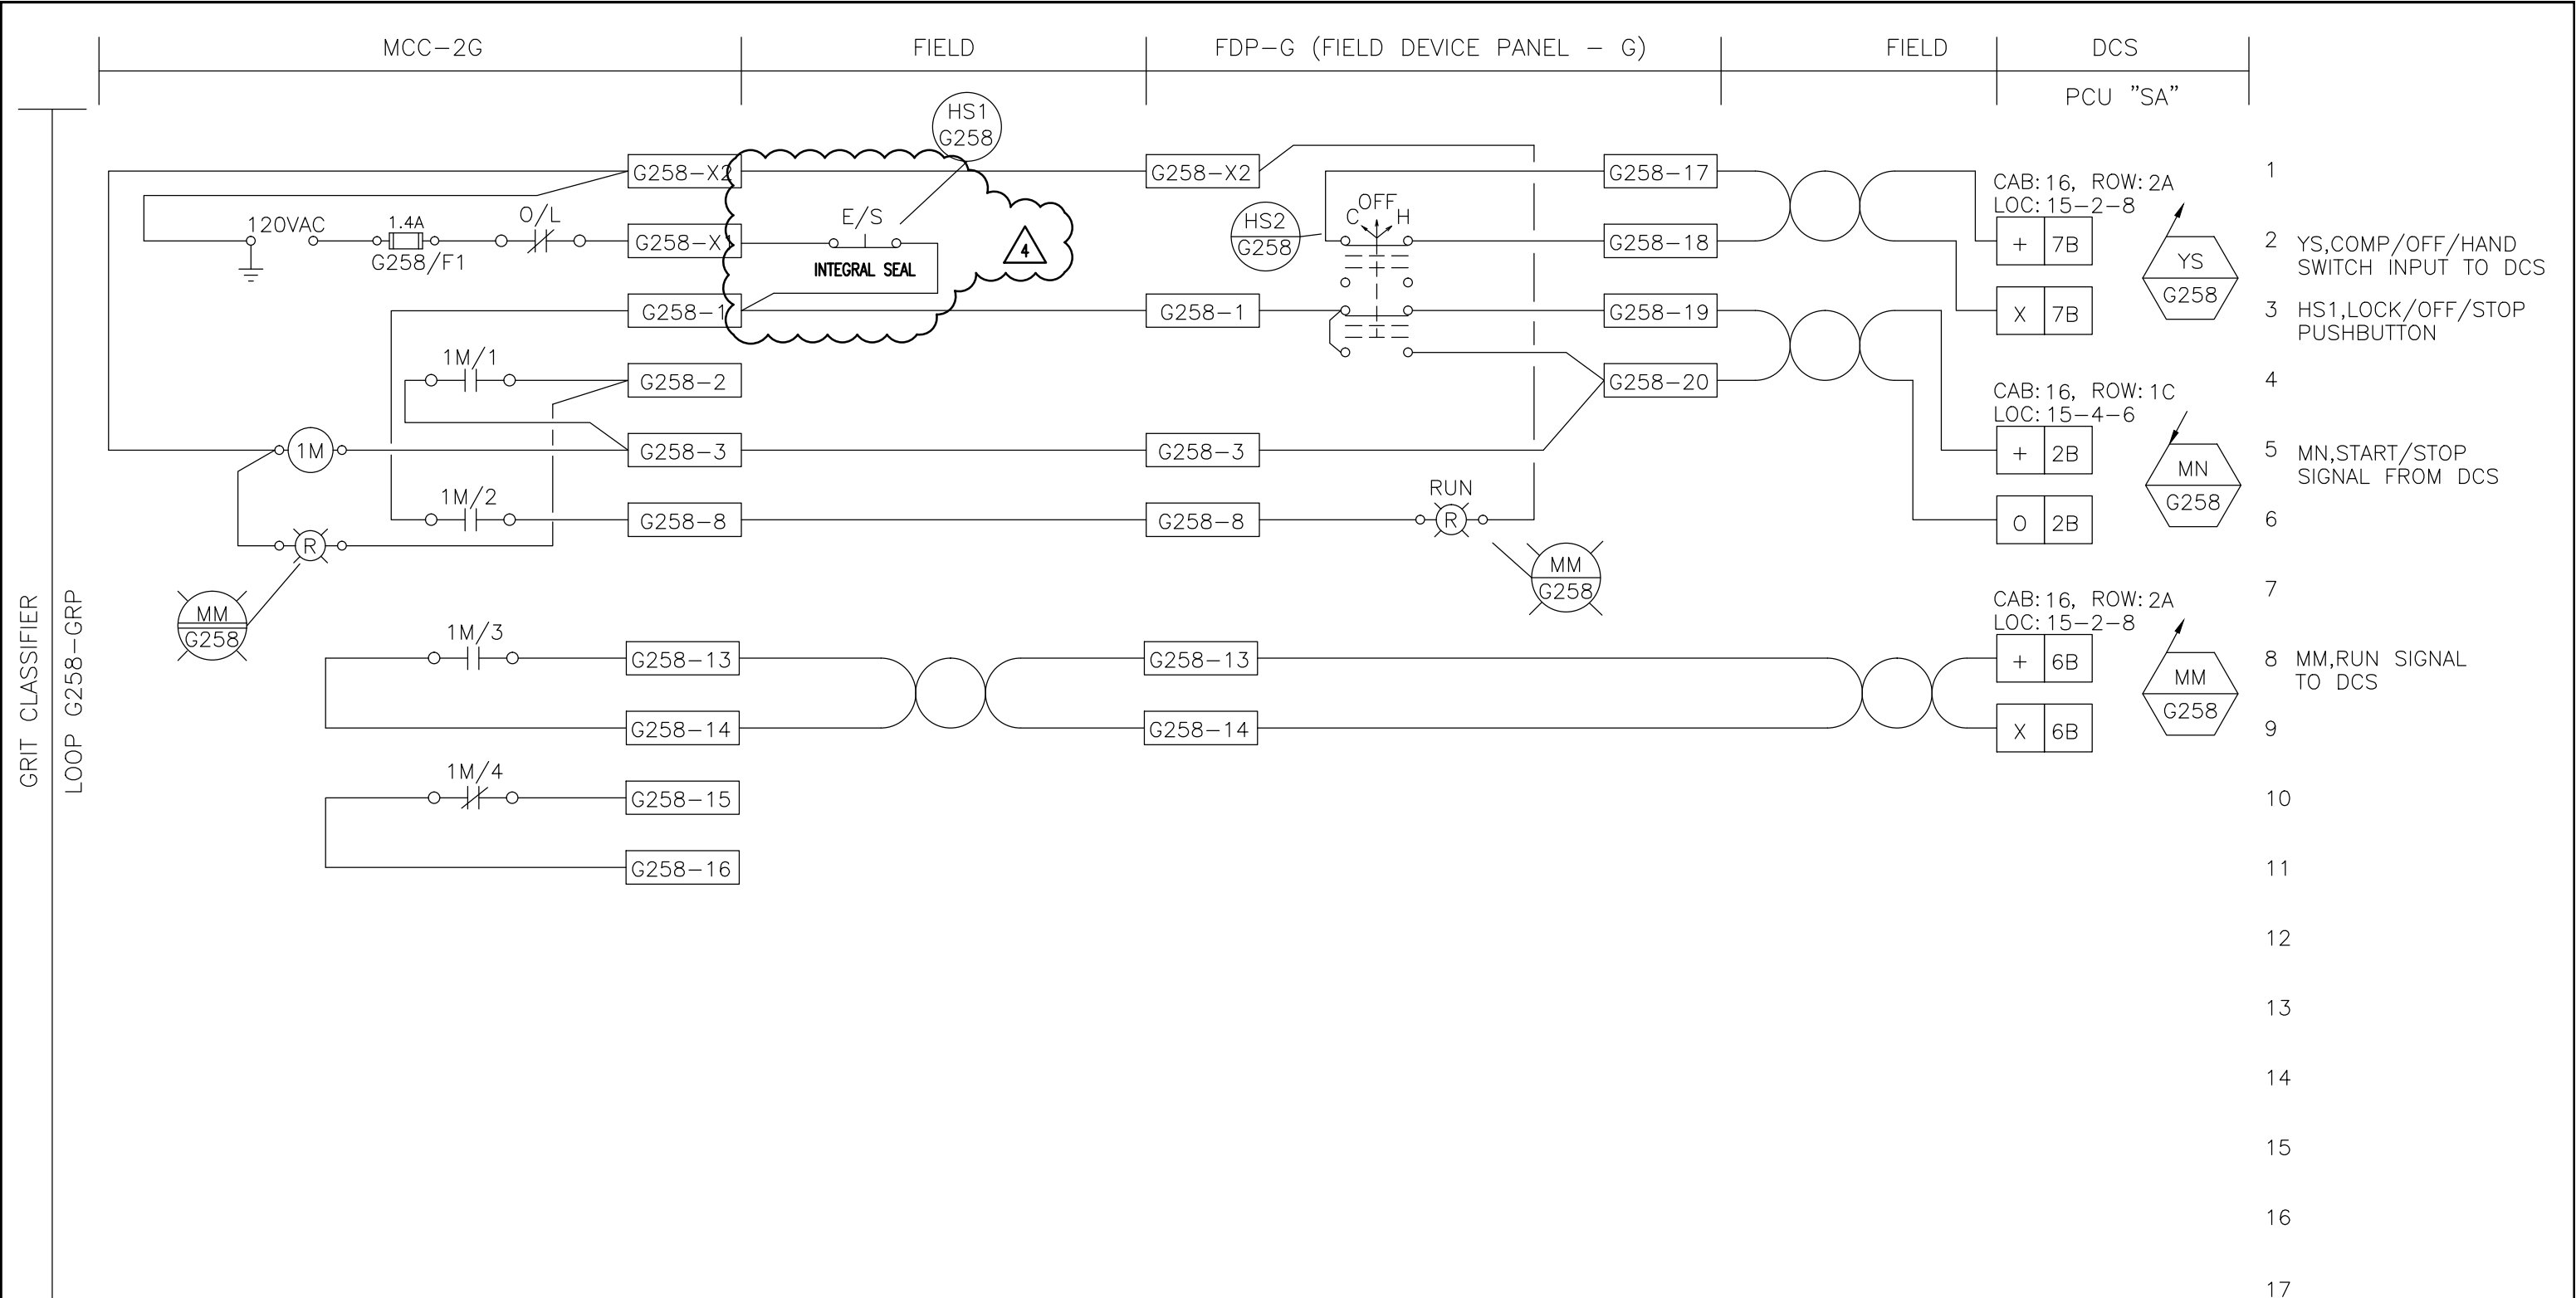 MCC-2G
FIELD
FDP-G (FIELD DEVICE PANEL - G)
FIELD
DCS
PCU "SA"
GRIT CLASSIFIER
LOOP G258-GRP
HS1
G258
G258-X2
G258-X2
G258-17
1
CAB: 16, ROW: 2A
LOC: 15-2-8
120VAC
1.4A
G258/F1
O/L
G258-X1
E/S
INTEGRAL SEAL
4
HS2
G258
C
OFF
H
G258-18
+ 7B
YS
G258
2 YS,COMP/OFF/HAND
SWITCH INPUT TO DCS
G258-1
G258-1
G258-19
X 7B
3 HS1,LOCK/OFF/STOP
PUSHBUTTON
1M/1
G258-2
G258-20
4
CAB: 16, ROW: 1C
LOC: 15-4-6
1M
G258-3
G258-3
+ 2B
MN
G258
5 MN,START/STOP
SIGNAL FROM DCS
1M/2
G258-8
G258-8
RUN
R
O 2B
6
R
MM
G258
MM
G258
7
CAB: 16, ROW: 2A
LOC: 15-2-8
1M/3
G258-13
G258-13
+ 6B
MM
G258
8 MM,RUN SIGNAL
TO DCS
G258-14
G258-14
X 6B
9
1M/4
G258-15
10
G258-16
11
12
13
14
15
16
17